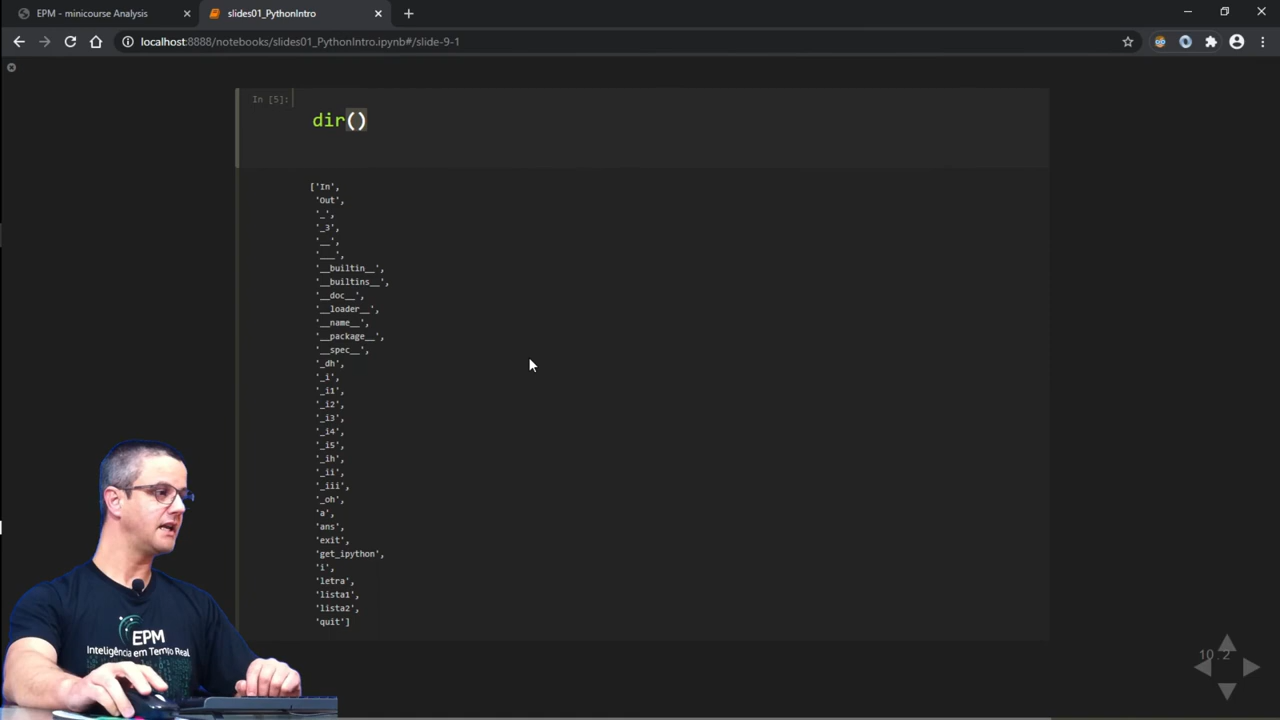 EPM - minicourse Analysis
slides01_PythonIntro
localhost:8888/notebooks/slides01_PythonIntro.ipynb#/slide-9-1
In [5]:
dir()
['In',
'Out',
'_',
'_3',
'__',
'___',
'__builtin__',
'__builtins__',
'__doc__',
'__loader__',
'__name__',
'__package__',
'__spec__',
'_dh',
'_i',
'_i1',
'_i2',
'_i3',
'_i4',
'_i5',
'_ih',
'_ii',
'_iii',
'_oh',
'a',
'ans',
'exit',
'get_ipython',
'i',
'letra',
'lista1',
'lista2',
'quit']
EPM
Inteligência em Tempo Real
10.2